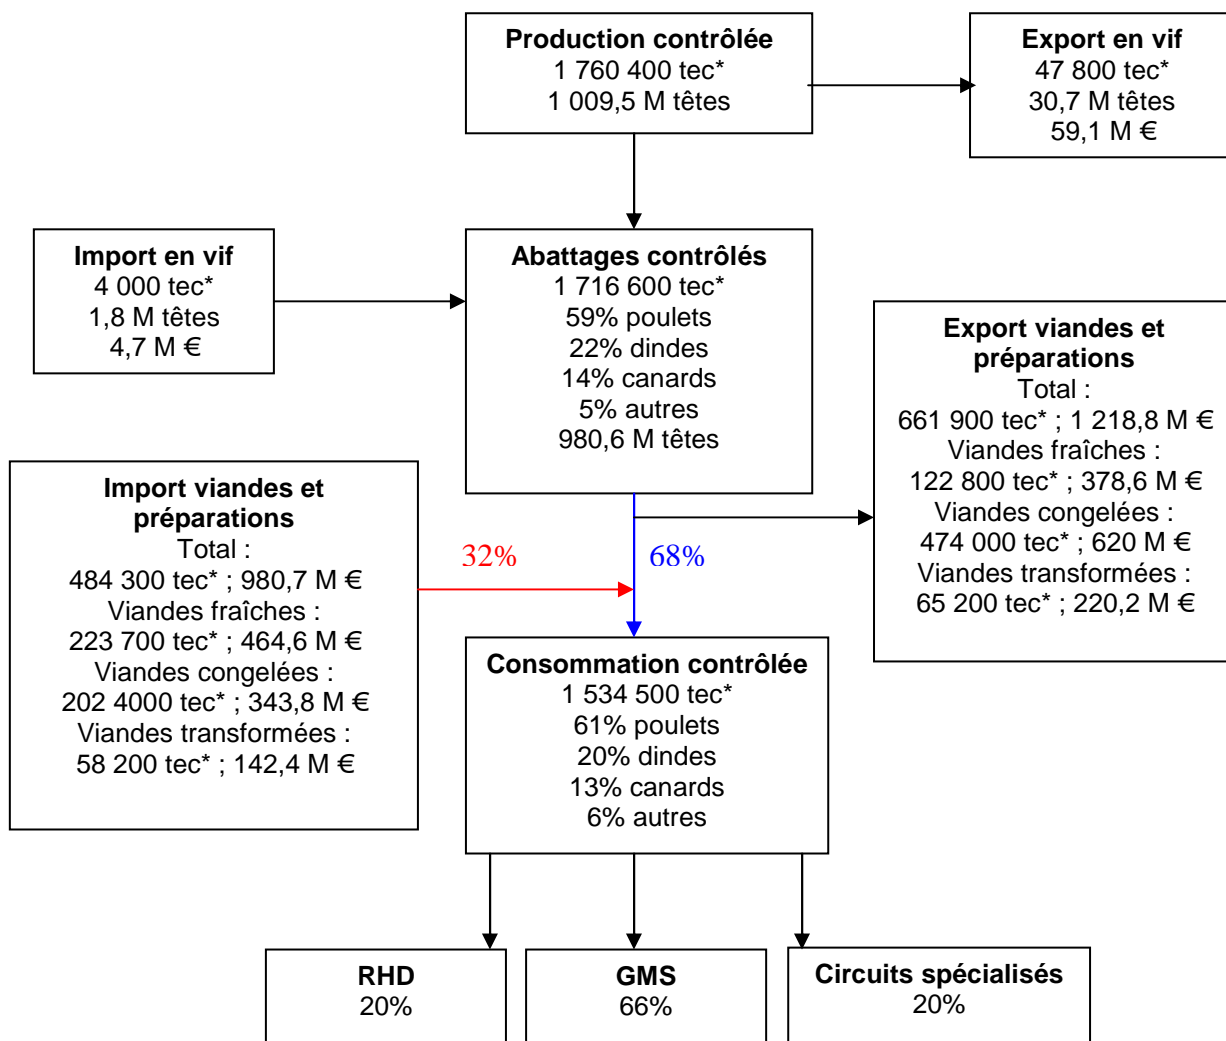 Production contrôlée
1 760 400 tec*
1 009,5 M têtes
Export en vif
47 800 tec*
30,7 M têtes
59,1 M €
Import en vif
4 000 tec*
1,8 M têtes
4,7 M €
Abattages contrôlés
1 716 600 tec*
59% poulets
22% dindes
14% canards
5% autres
980,6 M têtes
Export viandes et
préparations
Total :
661 900 tec* ; 1 218,8 M €
Viandes fraîches :
122 800 tec* ; 378,6 M €
Viandes congelées :
474 000 tec* ; 620 M €
Viandes transformées :
65 200 tec* ; 220,2 M €
Import viandes et
préparations
Total :
484 300 tec* ; 980,7 M €
Viandes fraîches :
223 700 tec* ; 464,6 M €
Viandes congelées :
202 4000 tec* ; 343,8 M €
Viandes transformées :
58 200 tec* ; 142,4 M €
32%
68%
Consommation contrôlée
1 534 500 tec*
61% poulets
20% dindes
13% canards
6% autres
RHD
20%
GMS
66%
Circuits spécialisés
20%